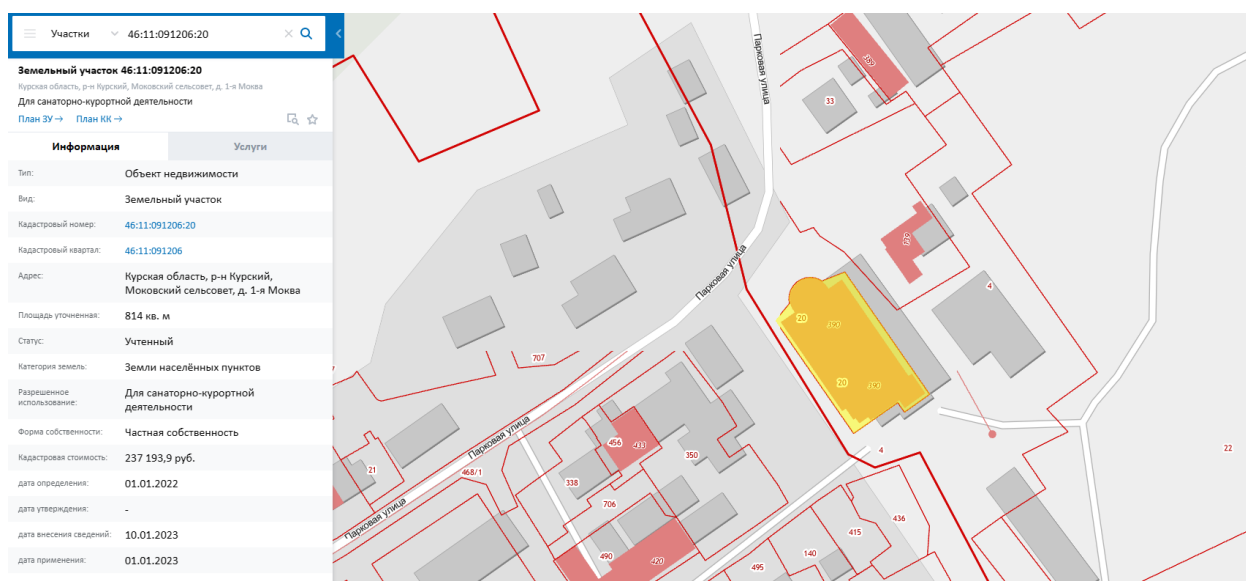 Участки 46:11:091206:20
Земельный участок 46:11:091206:20
Курская область, р-н Курский, Моковский сельсовет, д. 1-я Моква
Для санаторно-курортной деятельности
План ЗУ → План КК →
Информация Услуги
Тип: Объект недвижимости
Вид: Земельный участок
Кадастровый номер: 46:11:091206:20
Кадастровый квартал: 46:11:091206
Адрес: Курская область, р-н Курский,
Моковский сельсовет, д. 1-я Моква
Площадь уточненная: 814 кв. м
Статус: Учтенный
Категория земель: Земли населённых пунктов
Разрешенное
использование:
Для санаторно-курортной
деятельности
Форма собственности: Частная собственность
Кадастровая стоимость: 237 193,9 руб.
дата определения: 01.01.2022
дата утверждения: -
дата внесения сведений: 10.01.2023
дата применения: 01.01.2023
Парковая улица
389
33
Парковая улица
4
20
390
707
20
390
Парковая улица
456
433
350
4
22
21
468/1
338
706
436
415
Парковая улица
490
420
140
495